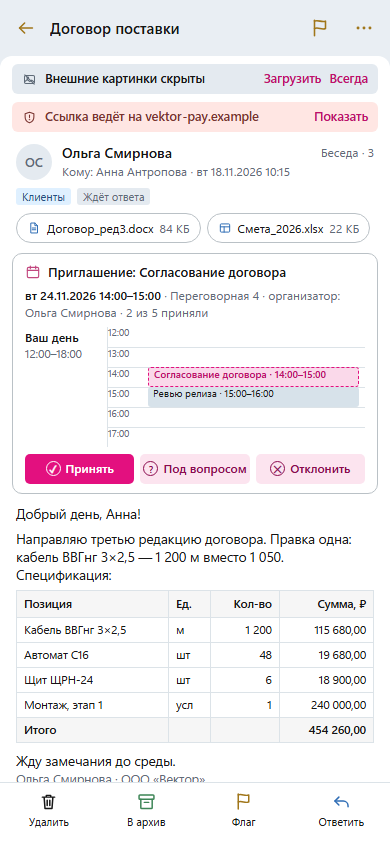 Договор поставки
Внешние картинки скрыты Загрузить Всегда
Ссылка ведёт на vektor-pay.example Показать
ОС Ольга Смирнова Беседа · 3
Кому: Анна Антропова · вт 18.11.2026 10:15
Клиенты Ждёт ответа
Договор_ред3.docx 84 КБ Смета_2026.xlsx 22 КБ
Приглашение: Согласование договора
вт 24.11.2026 14:00–15:00 · Переговорная 4 · организатор:
Ольга Смирнова · 2 из 5 приняли
Ваш день
12:00–18:00
12:00
13:00
14:00 Согласование договора · 14:00–15:00
15:00 Ревью релиза · 15:00–16:00
16:00
17:00
Принять Под вопросом Отклонить
Добрый день, Анна!
Направляю третью редакцию договора. Правка одна:
кабель ВВГнг 3×2,5 — 1 200 м вместо 1 050.
Спецификация:
Позиция Ед. Кол-во Сумма, ₽
Кабель ВВГнг 3×2,5 м 1 200 115 680,00
Автомат С16 шт 48 19 680,00
Щит ЩРН-24 шт 6 18 900,00
Монтаж, этап 1 усл 1 240 000,00
Итого 454 260,00
Жду замечания до среды.
Ольга Смирнова · ООО «Вектор»
Удалить В архив Флаг Ответить